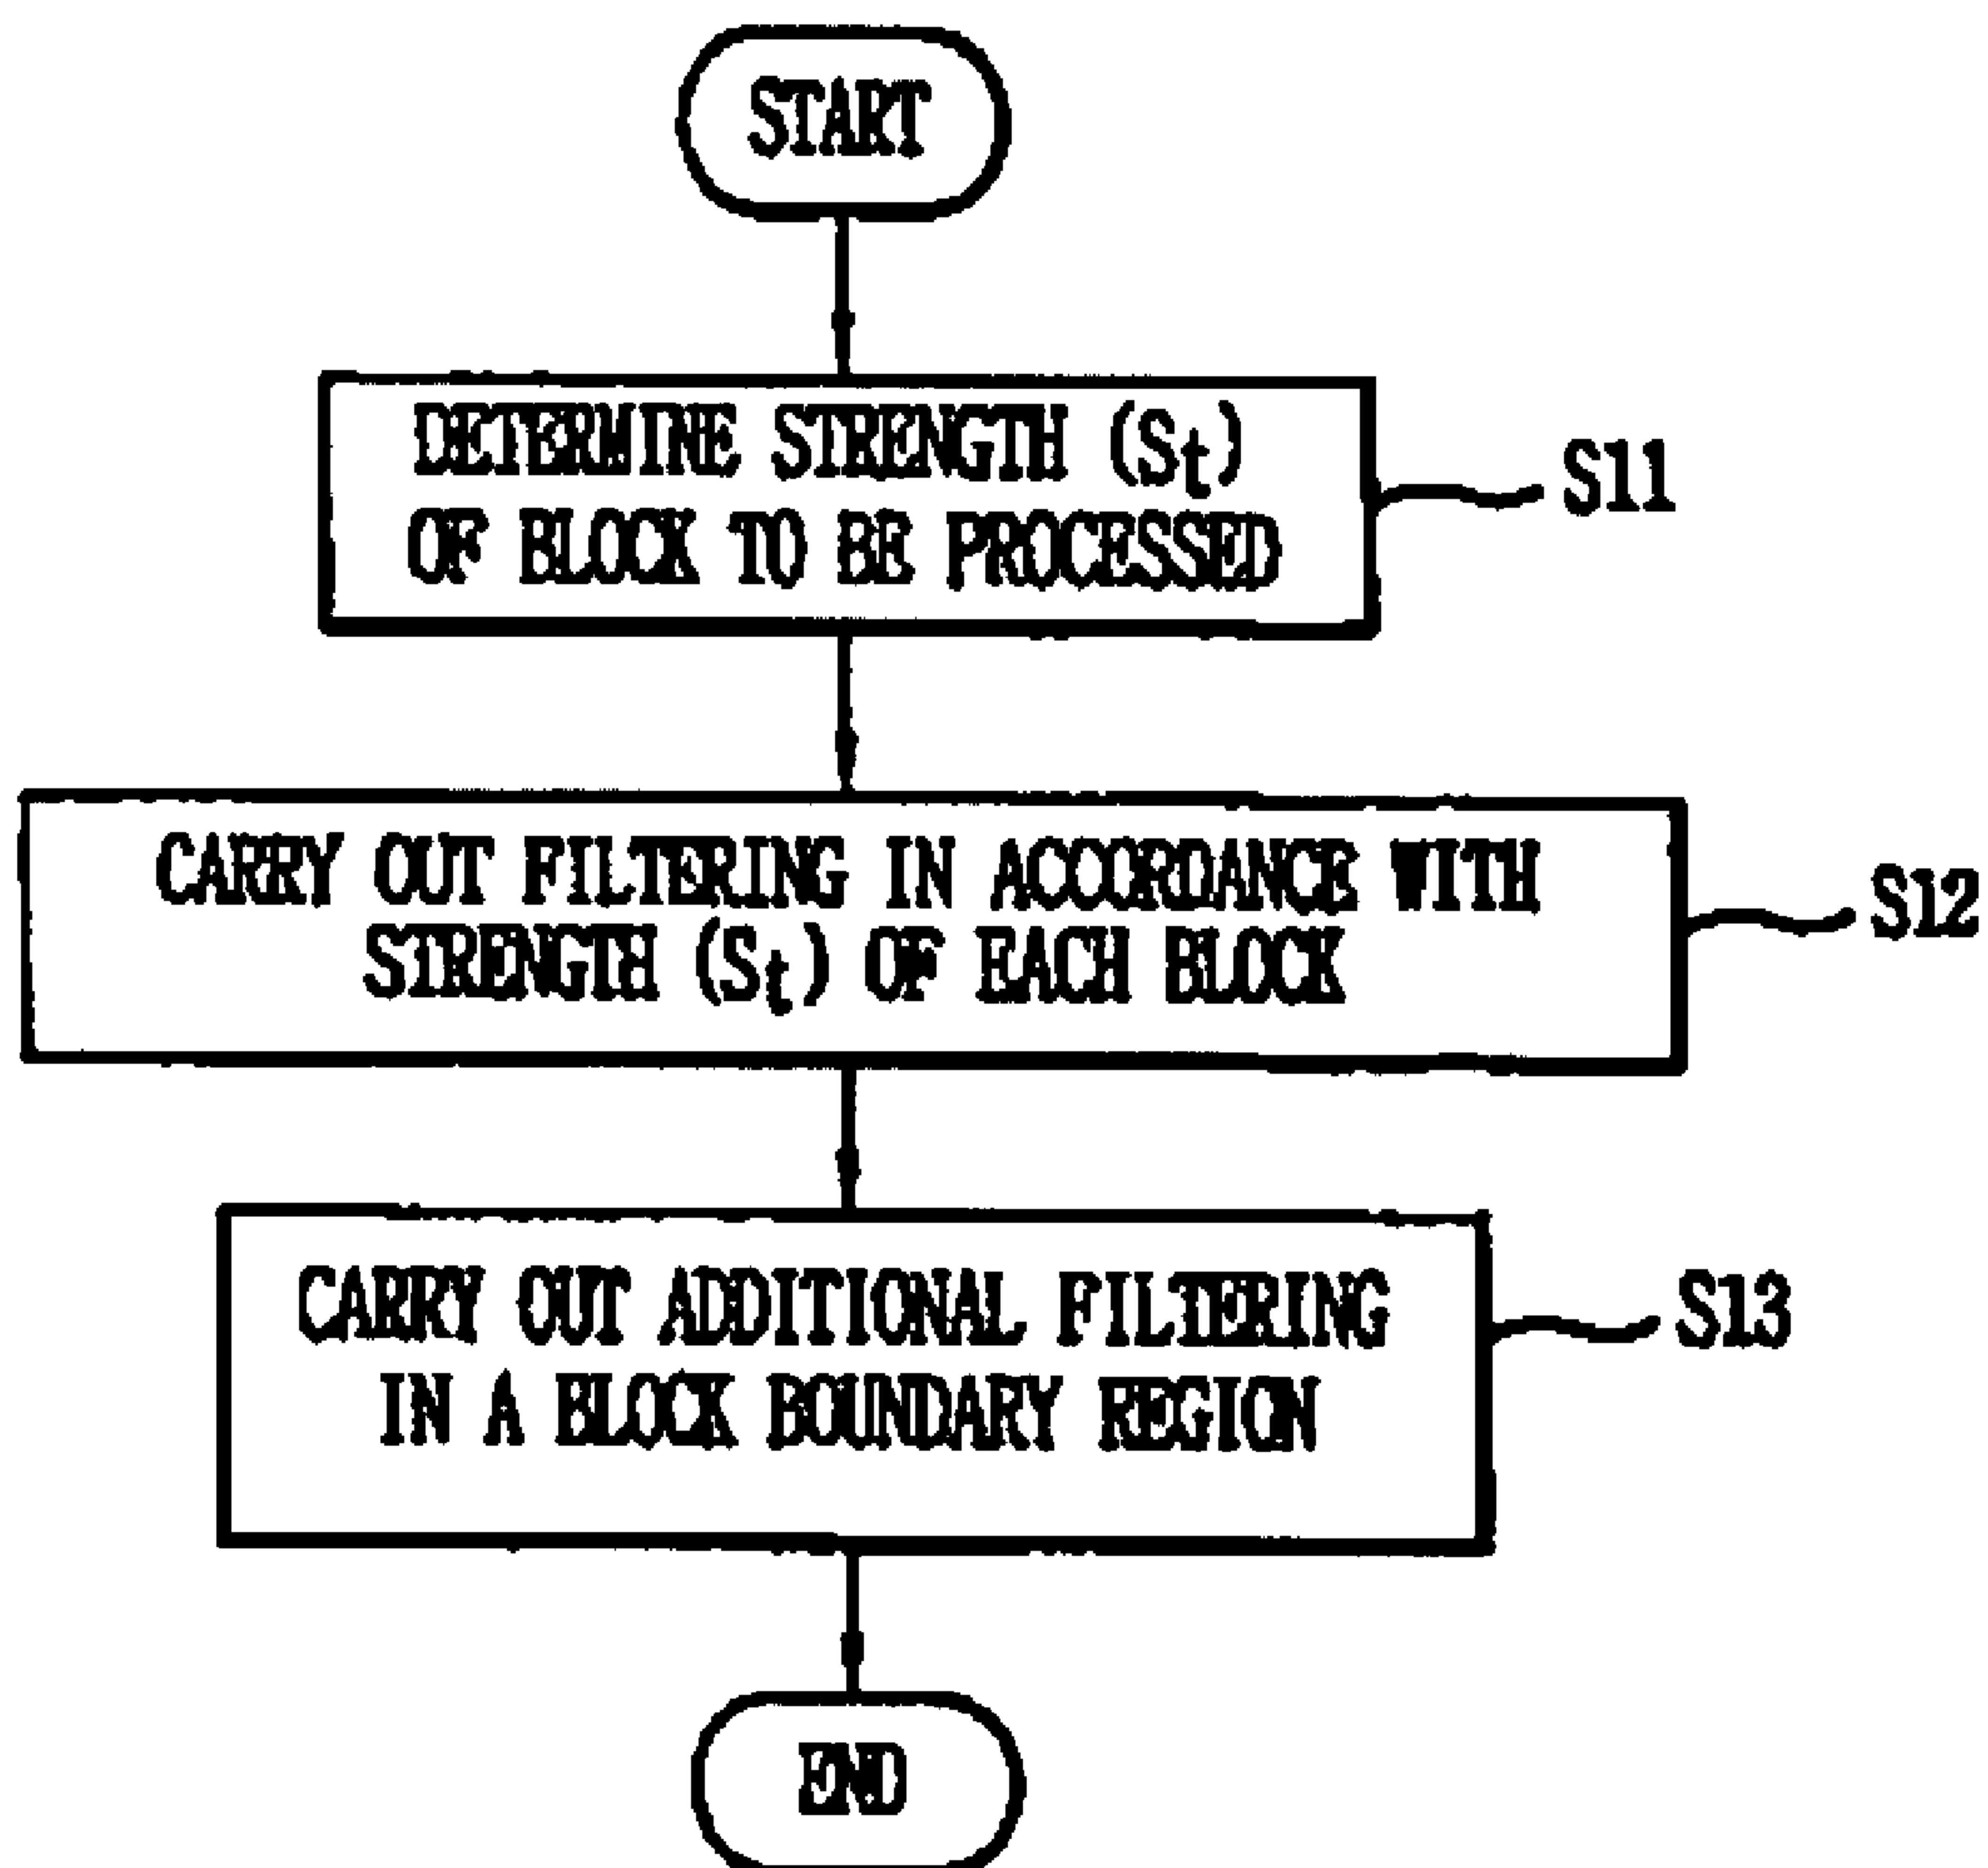 START
DETERMINE STRENGTH (St)
OF BLOCK TO BE PROCESSED
S11
CARRY OUT FILTERING IN ACCORDANCE WITH
STRENGTH (St) OF EACH BLOCK
S12
CARRY OUT ADDITIONAL FILTERING
IN A BLOCK BOUNDARY REGION
S13
END